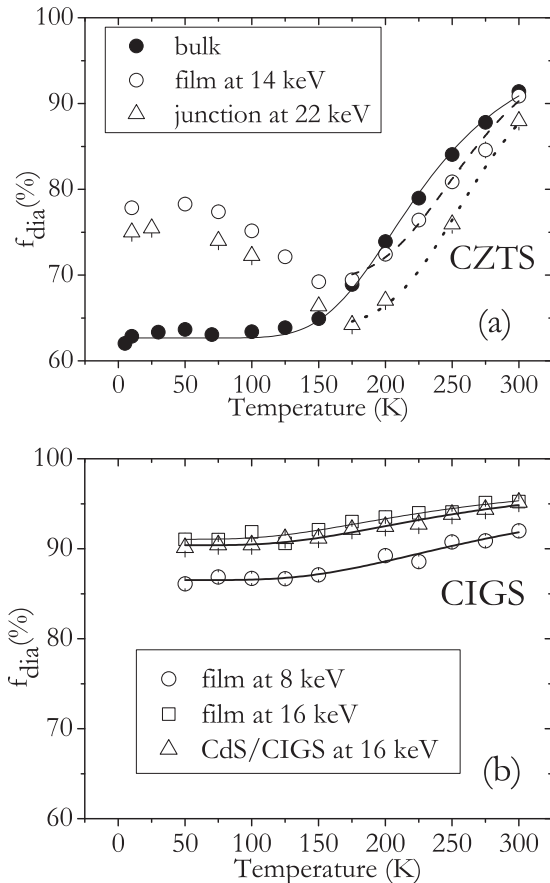 100
90
80
70
60
f_dia(%)
bulk
film at 14 keV
junction at 22 keV
CZTS
(a)
0 50 100 150 200 250 300
Temperature (K)
100
90
80
70
60
f_dia(%)
CIGS
film at 8 keV
film at 16 keV
CdS/CIGS at 16 keV
(b)
0 50 100 150 200 250 300
Temperature (K)